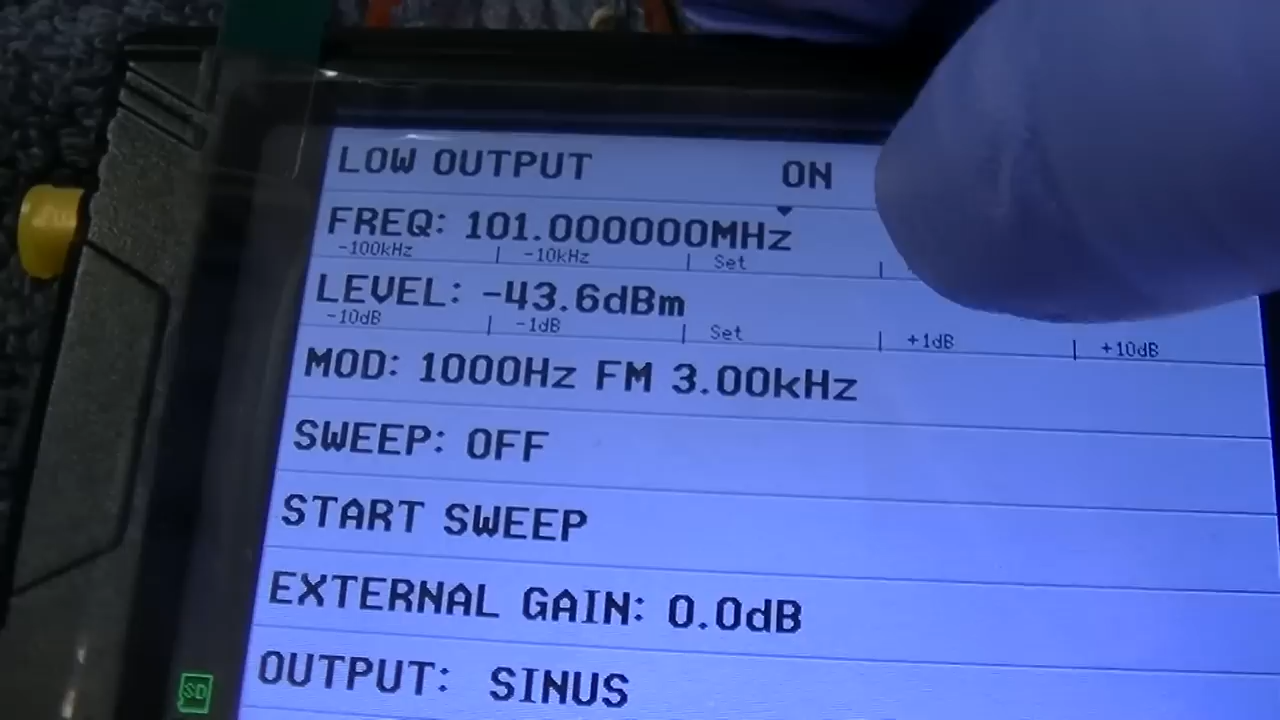 LOW OUTPUT ON
FREQ: 101.000000MHz
-100kHz | -10kHz | Set |
LEVEL: -43.6dBm
-10dB | -1dB | Set | +1dB | +10dB
MOD: 1000Hz FM 3.00kHz
SWEEP: OFF
START SWEEP
EXTERNAL GAIN: 0.0dB
OUTPUT: SINUS
SD